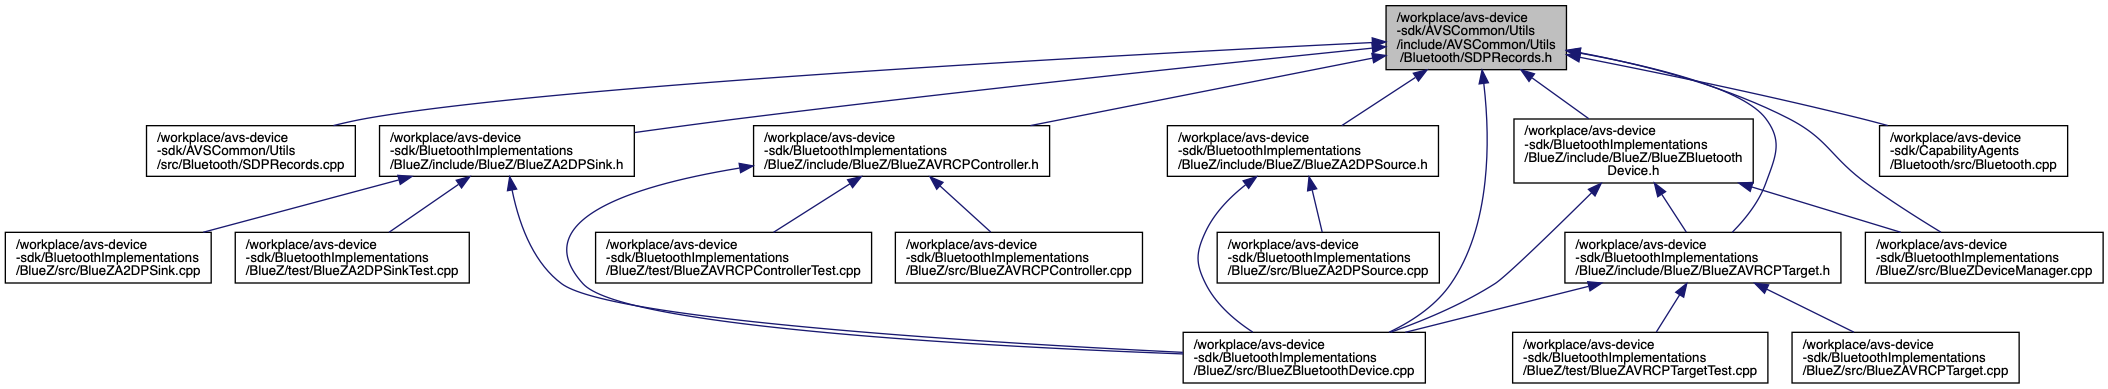 /workplace/avs-device
-sdk/AVSCommon/Utils
/include/AVSCommon/Utils
/Bluetooth/SDPRecords.h
/workplace/avs-device
-sdk/AVSCommon/Utils
/src/Bluetooth/SDPRecords.cpp
/workplace/avs-device
-sdk/BluetoothImplementations
/BlueZ/include/BlueZ/BlueZA2DPSink.h
/workplace/avs-device
-sdk/BluetoothImplementations
/BlueZ/include/BlueZ/BlueZAVRCPController.h
/workplace/avs-device
-sdk/BluetoothImplementations
/BlueZ/include/BlueZ/BlueZA2DPSource.h
/workplace/avs-device
-sdk/BluetoothImplementations
/BlueZ/include/BlueZ/BlueZBluetooth
Device.h
/workplace/avs-device
-sdk/CapabilityAgents
/Bluetooth/src/Bluetooth.cpp
/workplace/avs-device
-sdk/BluetoothImplementations
/BlueZ/src/BlueZA2DPSink.cpp
/workplace/avs-device
-sdk/BluetoothImplementations
/BlueZ/test/BlueZA2DPSinkTest.cpp
/workplace/avs-device
-sdk/BluetoothImplementations
/BlueZ/test/BlueZAVRCPControllerTest.cpp
/workplace/avs-device
-sdk/BluetoothImplementations
/BlueZ/src/BlueZAVRCPController.cpp
/workplace/avs-device
-sdk/BluetoothImplementations
/BlueZ/src/BlueZA2DPSource.cpp
/workplace/avs-device
-sdk/BluetoothImplementations
/BlueZ/include/BlueZ/BlueZAVRCPTarget.h
/workplace/avs-device
-sdk/BluetoothImplementations
/BlueZ/src/BlueZDeviceManager.cpp
/workplace/avs-device
-sdk/BluetoothImplementations
/BlueZ/src/BlueZBluetoothDevice.cpp
/workplace/avs-device
-sdk/BluetoothImplementations
/BlueZ/test/BlueZAVRCPTargetTest.cpp
/workplace/avs-device
-sdk/BluetoothImplementations
/BlueZ/src/BlueZAVRCPTarget.cpp